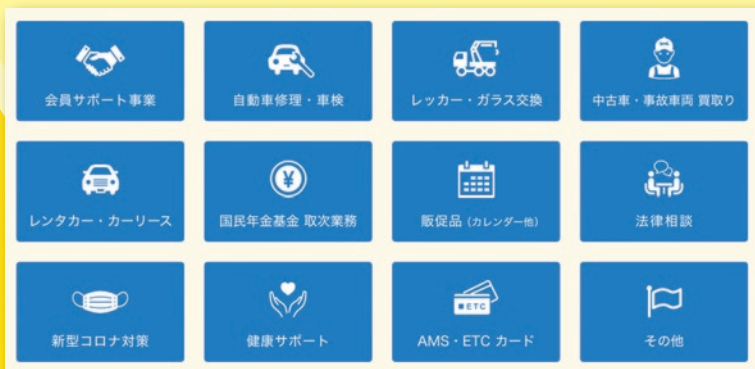 会員サポート事業
自動車修理・車検
レッカー・ガラス交換
中古車・事故車両 買取り
レンタカー・カーリース
¥
国民年金基金 取次業務
販促品（カレンダー他）
法律相談
新型コロナ対策
健康サポート
ETC
AMS・ETC カード
その他